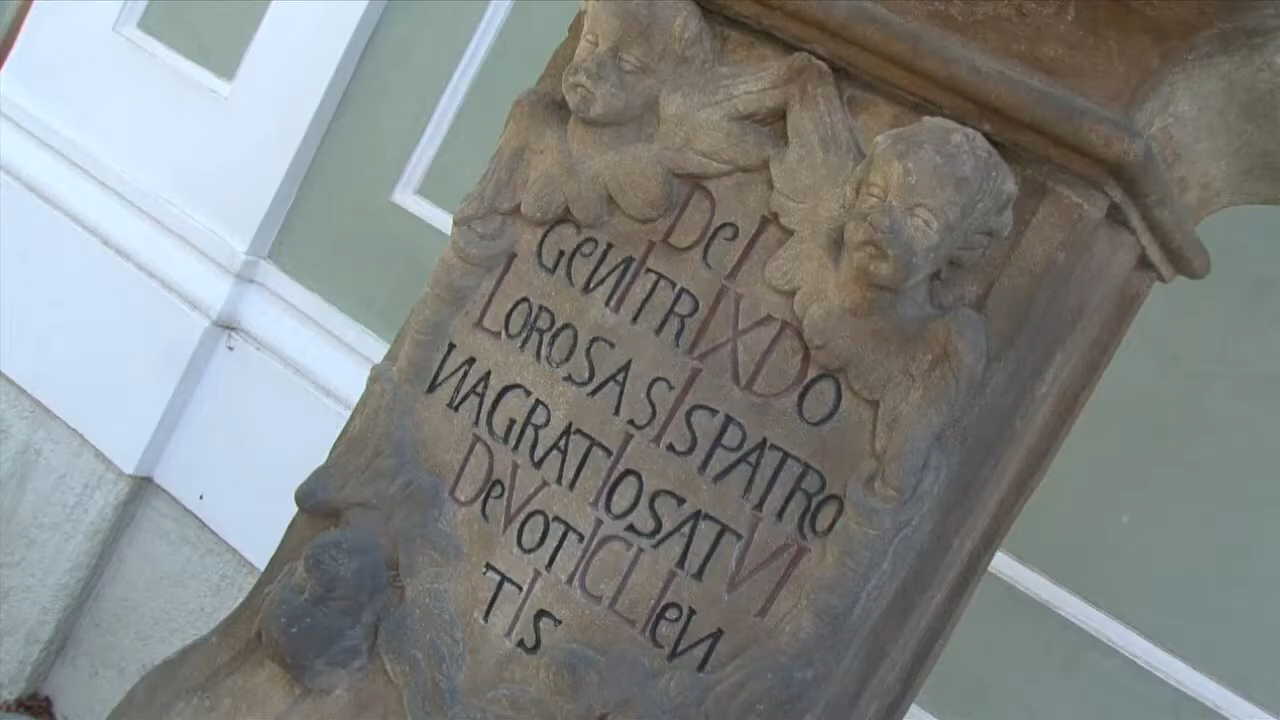 DeI
GeNITRIXDO
LOROSASISPATRO
NAGRATIOSATVI
DeVOTICLIeN
TIS